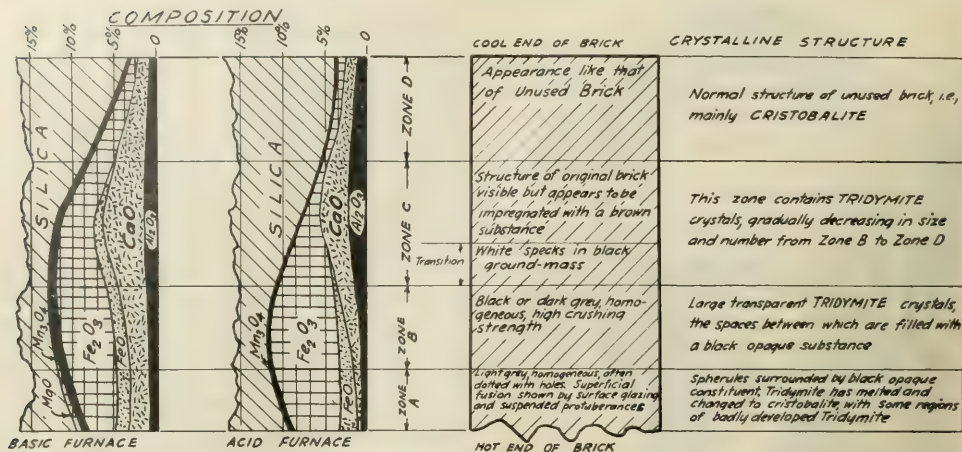 COMPOSITION
15% 10% 5% 0
15% 10% 5% 0
SILICA
CaO
Al2O3
Mn3O4
MgO
Fe2O3
FeO
BASIC FURNACE
SILICA
CaO
Al2O3
Mn3O4
Fe2O3
FeO
ACID FURNACE
ZONE D
ZONE C
Transition
ZONE B
ZONE A
COOL END OF BRICK
Appearance like that
of Unused Brick
Structure of original brick
visible but appears to be
impregnated with a brown
substance
White specks in black
ground-mass
Black or dark grey, homo-
geneous, high crushing
strength
Light grey, homogeneous, often
dotted with holes. Superficial
fusion shown by surface glazing
and suspended protuberances
HOT END OF BRICK
CRYSTALLINE STRUCTURE
Normal structure of unused brick, i.e.,
mainly CRISTOBALITE
This zone contains TRIDYMITE
crystals, gradually decreasing in size
and number from Zone B to Zone D
Large transparent TRIDYMITE crystals,
the spaces between which are filled with
a black opaque substance
Spherules surrounded by black opaque
constituent. Tridymite has melted and
changed to cristobalite, with some regions
of badly developed Tridymite